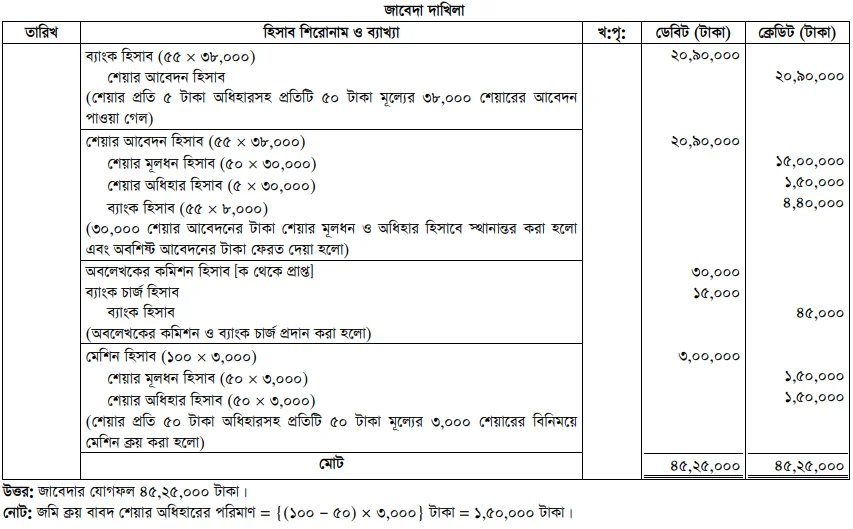 জাবেদা দাখিলা
তারিখ হিসাব শিরোনাম ও ব্যাখ্যা খ:পৃ: ডেবিট (টাকা) ক্রেডিট (টাকা)
ব্যাংক হিসাব (৫৫ × ৩৮,০০০) ২০,৯০,০০০
শেয়ার আবেদন হিসাব ২০,৯০,০০০
(শেয়ার প্রতি ৫ টাকা অধিহারসহ প্রতিটি ৫০ টাকা মূল্যের ৩৮,০০০ শেয়ারের আবেদন
পাওয়া গেল)
শেয়ার আবেদন হিসাব (৫৫ × ৩৮,০০০) ২০,৯০,০০০
শেয়ার মূলধন হিসাব (৫০ × ৩০,০০০) ১৫,০০,০০০
শেয়ার অধিহার হিসাব (৫ × ৩০,০০০) ১,৫০,০০০
ব্যাংক হিসাব (৫৫ × ৮,০০০) ৪,৪০,০০০
(৩০,০০০ শেয়ার আবেদনের টাকা শেয়ার মূলধন ও অধিহার হিসাবে স্থানান্তর করা হলো
এবং অবশিষ্ট আবেদনের টাকা ফেরত দেয়া হলো)
অবলেখকের কমিশন হিসাব [ক থেকে প্রাপ্ত] ৩০,০০০
ব্যাংক চার্জ হিসাব ১৫,০০০
ব্যাংক হিসাব ৪৫,০০০
(অবলেখকের কমিশন ও ব্যাংক চার্জ প্রদান করা হলো)
মেশিন হিসাব (১০০ × ৩,০০০) ৩,০০,০০০
শেয়ার মূলধন হিসাব (৫০ × ৩,০০০) ১,৫০,০০০
শেয়ার অধিহার হিসাব (৫০ × ৩,০০০) ১,৫০,০০০
(শেয়ার প্রতি ৫০ টাকা অধিহারসহ প্রতিটি ৫০ টাকা মূল্যের ৩,০০০ শেয়ারের বিনিময়ে
মেশিন ক্রয় করা হলো)
মোট ৪৫,২৫,০০০ ৪৫,২৫,০০০
উত্তর: জাবেদার যোগফল ৪৫,২৫,০০০ টাকা।
নোট: জমি ক্রয় বাবদ শেয়ার অধিহারের পরিমাণ = {(১০০ – ৫০) × ৩,০০০} টাকা = ১,৫০,০০০ টাকা।